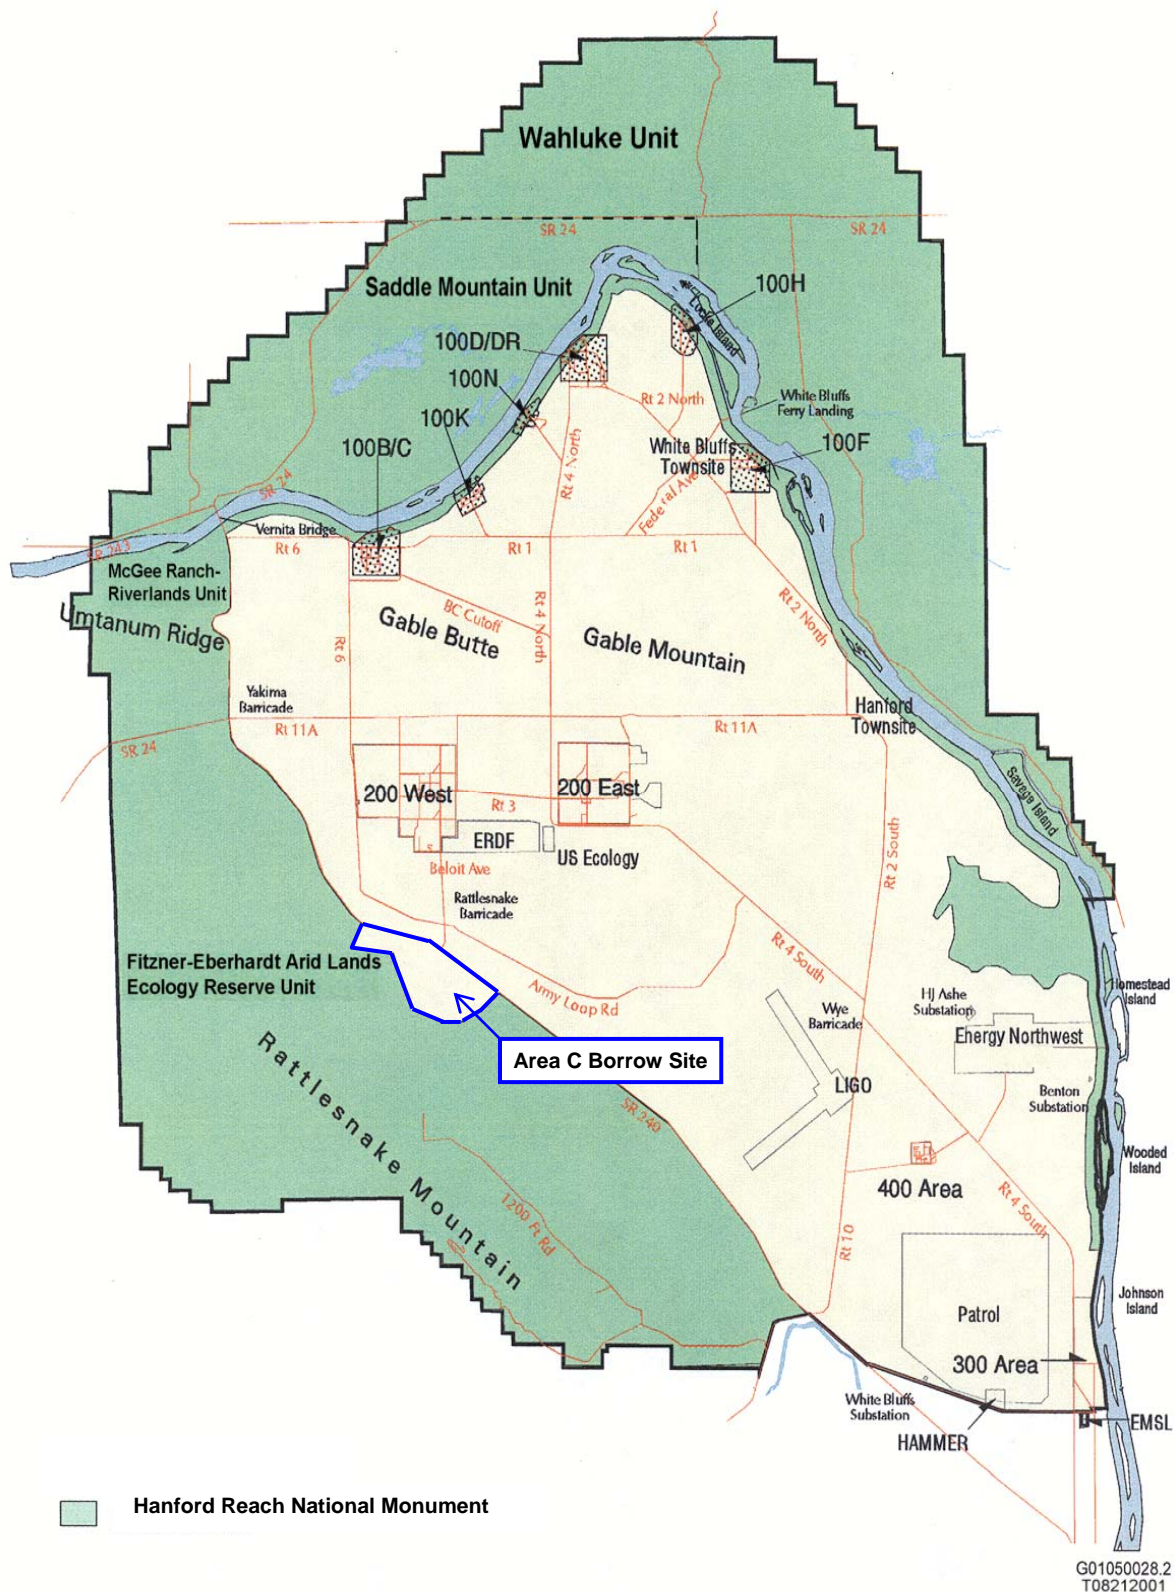 Wahluke Unit
SR 24
SR 24
Saddle Mountain Unit
100H
Locke Island
100D/DR
100N
Rt 2 North
White Bluffs
Ferry Landing
100K
100B/C
White Bluffs
Townsite
100F
Rt 4 North
Federal Ave
SR 24
Vernita Bridge
SR 243
Rt 6
Rt 1
Rt 1
McGee Ranch-
Riverlands Unit
Umtanum Ridge
BC Cutoff
Rt 4 North
Rt 2 North
Gable Butte
Gable Mountain
Rt 6
Yakima
Barricade
Hanford
Townsite
SR 24
Rt 11A
Rt 11A
200 West
200 East
Rt 3
Savage Island
ERDF
US Ecology
Beloit Ave
Rt 2 South
Rattlesnake
Barricade
Fitzner-Eberhardt Arid Lands
Ecology Reserve Unit
Rt 4 South
Army Loop Rd
Homestead
Island
HJ Ashe
Substation
Wye
Barricade
Energy Northwest
Area C Borrow Site
LIGO
Benton
Substation
Rattlesnake Mountain
SR 240
Wooded
Island
400 Area
Rt 4 South
1200 Ft Rd
Rt 10
Johnson
Island
Patrol
300 Area
White Bluffs
Substation
HAMMER
EMSL
Hanford Reach National Monument
G01050028.2
T08212001